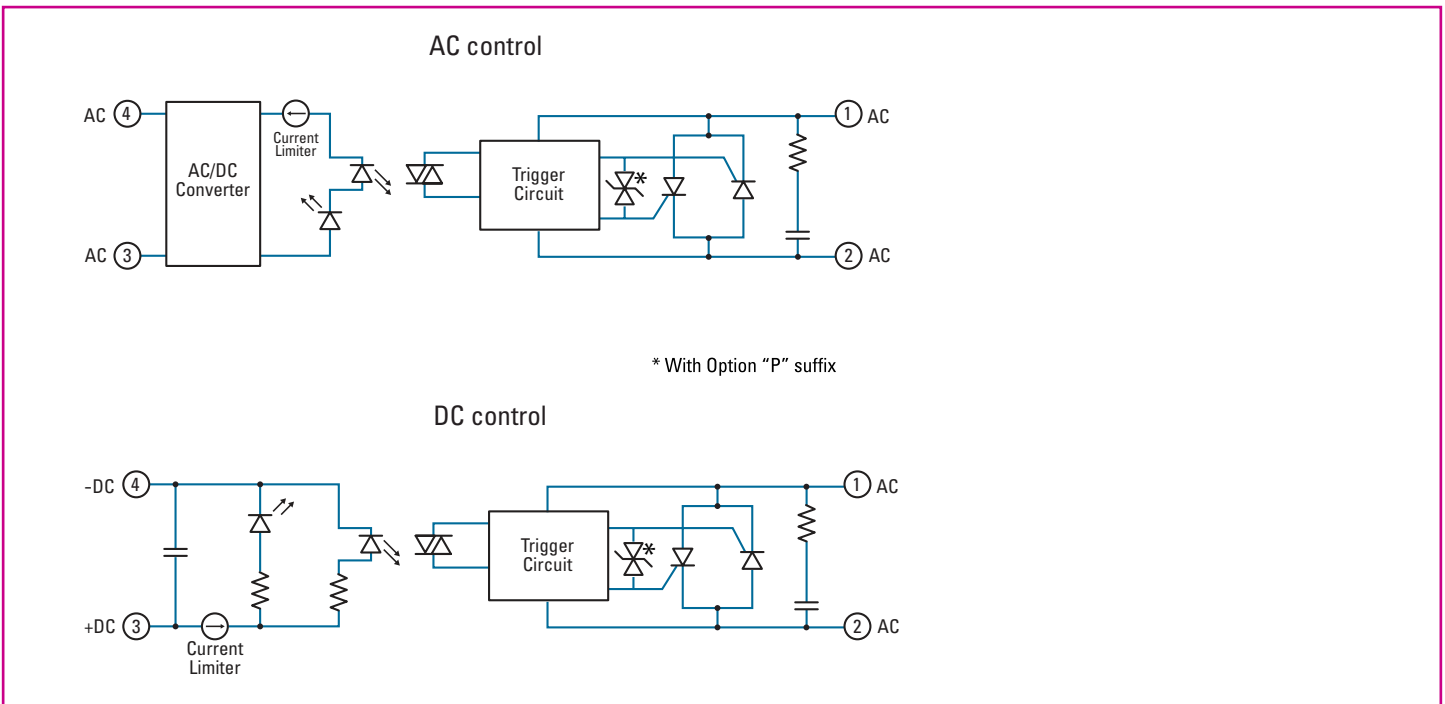 AC control
AC 4
1 AC
Current
Limiter
AC/DC
Converter
Trigger
Circuit
*
AC 3
2 AC
* With Option “P” suffix
DC control
-DC 4
1 AC
Trigger
Circuit
*
+DC 3
2 AC
Current
Limiter